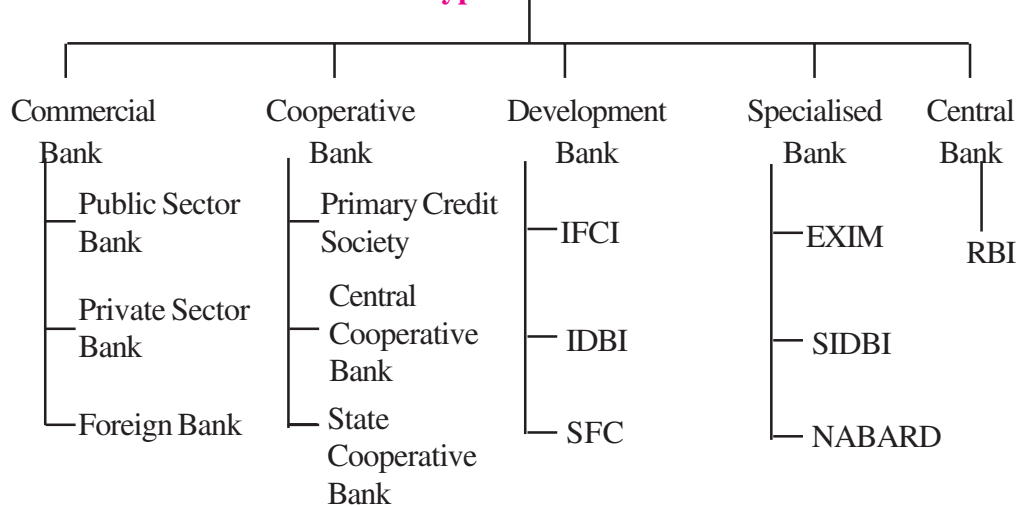 Commercial
Bank
Public Sector
Bank
Private Sector
Bank
Foreign Bank
Cooperative
Bank
Primary Credit
Society
Central
Cooperative
Bank
State
Cooperative
Bank
Development
Bank
IFCI
IDBI
SFC
Specialised
Bank
EXIM
SIDBI
NABARD
Central
Bank
RBI